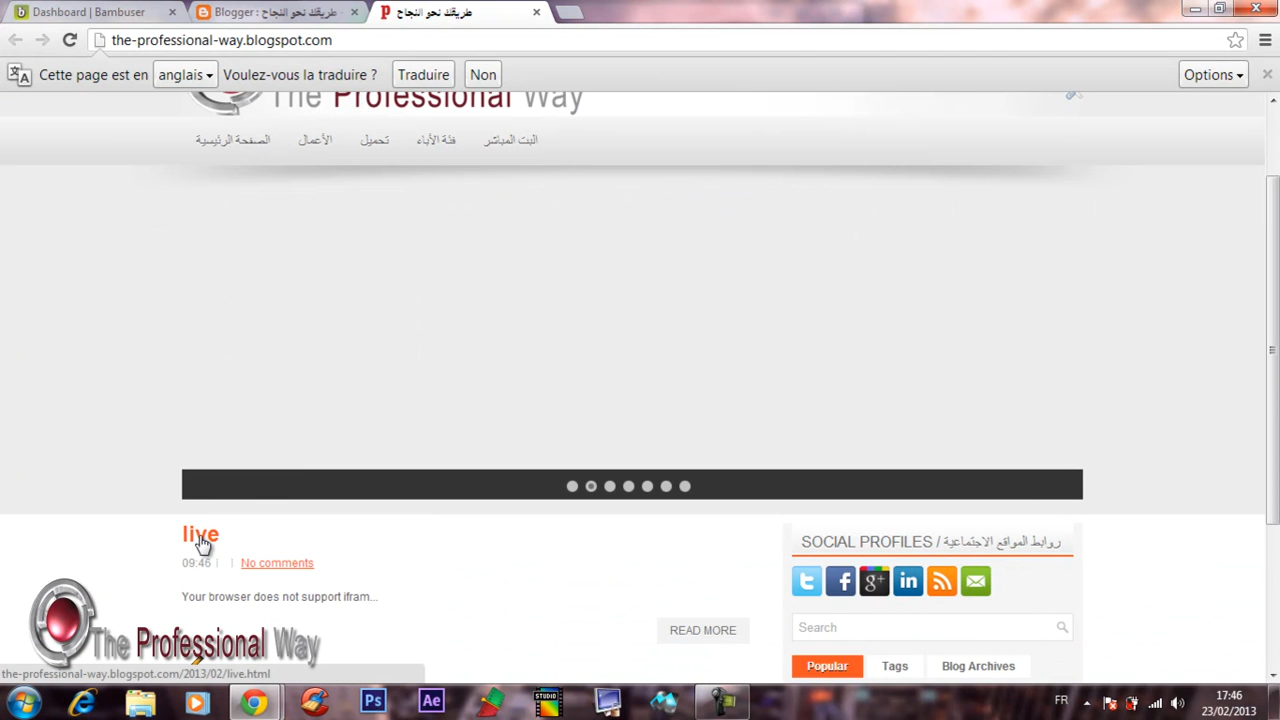 Dashboard | Bambuser
Blogger : طريقك نحو النجاح -
طريقك نحو النجاح
the-professional-way.blogspot.com
Cette page est en anglais Voulez-vous la traduire ? Traduire Non Options
The Professional Way
الصفحة الرئيسية الأعمال تحميل فئة الأباء البث المباشر
live
09:46 No comments
Your browser does not support ifram...
READ MORE
SOCIAL PROFILES / روابط المواقع الاجتماعية
Search
Popular Tags Blog Archives
The Professional Way
the-professional-way.blogspot.com/2013/02/live.html
Ps Ae STUDIO FR 17:46
23/02/2013